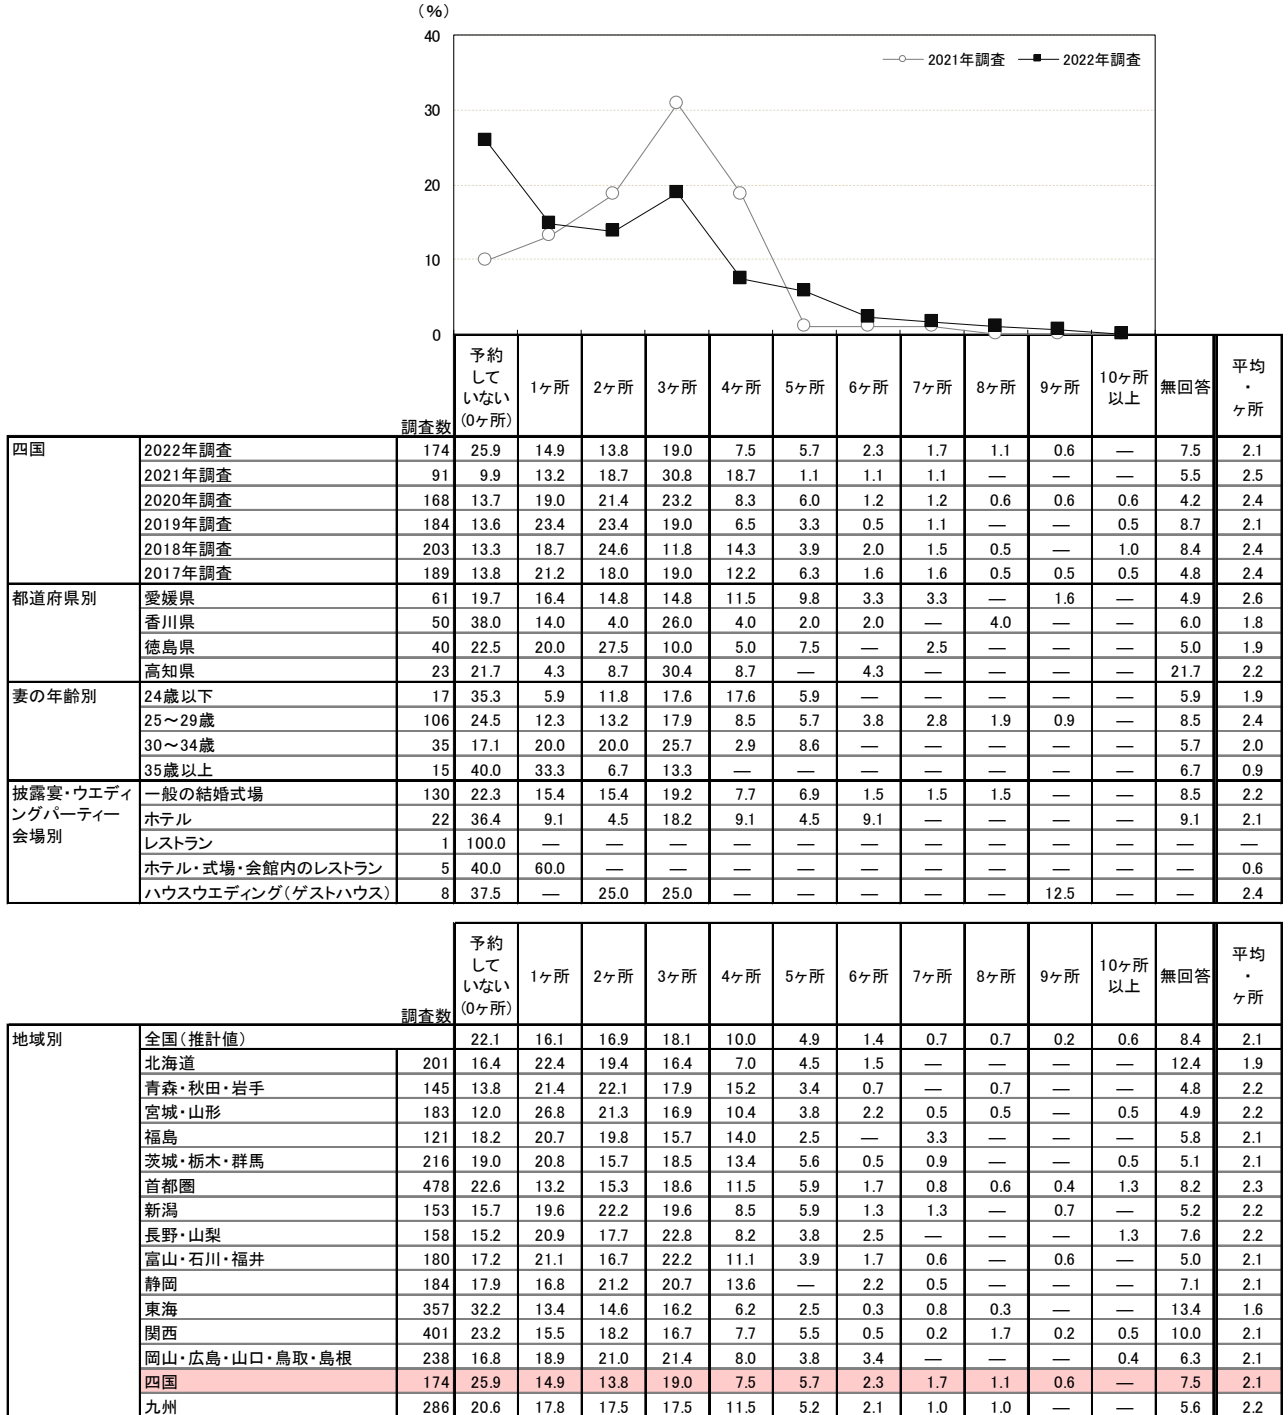 (%)
40
30
20
10
0
2021年調査 2022年調査
調査数 予約していない(0ヶ所) 1ヶ所 2ヶ所 3ヶ所 4ヶ所 5ヶ所 6ヶ所 7ヶ所 8ヶ所 9ヶ所 10ヶ所以上 無回答 平均・ヶ所
四国 2022年調査 174 25.9 14.9 13.8 19.0 7.5 5.7 2.3 1.7 1.1 0.6 — 7.5 2.1
2021年調査 91 9.9 13.2 18.7 30.8 18.7 1.1 1.1 1.1 — — — 5.5 2.5
2020年調査 168 13.7 19.0 21.4 23.2 8.3 6.0 1.2 1.2 0.6 0.6 0.6 4.2 2.4
2019年調査 184 13.6 23.4 23.4 19.0 6.5 3.3 0.5 1.1 — — 0.5 8.7 2.1
2018年調査 203 13.3 18.7 24.6 11.8 14.3 3.9 2.0 1.5 0.5 — 1.0 8.4 2.4
2017年調査 189 13.8 21.2 18.0 19.0 12.2 6.3 1.6 1.6 0.5 0.5 0.5 4.8 2.4
都道府県別 愛媛県 61 19.7 16.4 14.8 14.8 11.5 9.8 3.3 3.3 — 1.6 — 4.9 2.6
香川県 50 38.0 14.0 4.0 26.0 4.0 2.0 2.0 — 4.0 — — 6.0 1.8
徳島県 40 22.5 20.0 27.5 10.0 5.0 7.5 — 2.5 — — — 5.0 1.9
高知県 23 21.7 4.3 8.7 30.4 8.7 — 4.3 — — — — 21.7 2.2
妻の年齢別 24歳以下 17 35.3 5.9 11.8 17.6 17.6 5.9 — — — — — 5.9 1.9
25～29歳 106 24.5 12.3 13.2 17.9 8.5 5.7 3.8 2.8 1.9 0.9 — 8.5 2.4
30～34歳 35 17.1 20.0 20.0 25.7 2.9 8.6 — — — — — 5.7 2.0
35歳以上 15 40.0 33.3 6.7 13.3 — — — — — — — 6.7 0.9
披露宴・ウエディングパーティー会場別 一般の結婚式場 130 22.3 15.4 15.4 19.2 7.7 6.9 1.5 1.5 1.5 — — 8.5 2.2
ホテル 22 36.4 9.1 4.5 18.2 9.1 4.5 9.1 — — — — 9.1 2.1
レストラン 1 100.0 — — — — — — — — — — — —
ホテル・式場・会館内のレストラン 5 40.0 60.0 — — — — — — — — — — 0.6
ハウスウエディング(ゲストハウス) 8 37.5 — 25.0 25.0 — — — — — 12.5 — — 2.4
調査数 予約していない(0ヶ所) 1ヶ所 2ヶ所 3ヶ所 4ヶ所 5ヶ所 6ヶ所 7ヶ所 8ヶ所 9ヶ所 10ヶ所以上 無回答 平均・ヶ所
地域別 全国(推計値) 22.1 16.1 16.9 18.1 10.0 4.9 1.4 0.7 0.7 0.2 0.6 8.4 2.1
北海道 201 16.4 22.4 19.4 16.4 7.0 4.5 1.5 — — — — 12.4 1.9
青森・秋田・岩手 145 13.8 21.4 22.1 17.9 15.2 3.4 0.7 — 0.7 — — 4.8 2.2
宮城・山形 183 12.0 26.8 21.3 16.9 10.4 3.8 2.2 0.5 0.5 — 0.5 4.9 2.2
福島 121 18.2 20.7 19.8 15.7 14.0 2.5 — 3.3 — — — 5.8 2.1
茨城・栃木・群馬 216 19.0 20.8 15.7 18.5 13.4 5.6 0.5 0.9 — — 0.5 5.1 2.1
首都圏 478 22.6 13.2 15.3 18.6 11.5 5.9 1.7 0.8 0.6 0.4 1.3 8.2 2.3
新潟 153 15.7 19.6 22.2 19.6 8.5 5.9 1.3 1.3 — 0.7 — 5.2 2.2
長野・山梨 158 15.2 20.9 17.7 22.8 8.2 3.8 2.5 — — — 1.3 7.6 2.2
富山・石川・福井 180 17.2 21.1 16.7 22.2 11.1 3.9 1.7 0.6 — 0.6 — 5.0 2.1
静岡 184 17.9 16.8 21.2 20.7 13.6 — 2.2 0.5 — — — 7.1 2.1
東海 357 32.2 13.4 14.6 16.2 6.2 2.5 0.3 0.8 0.3 — — 13.4 1.6
関西 401 23.2 15.5 18.2 16.7 7.7 5.5 0.5 0.2 1.7 0.2 0.5 10.0 2.1
岡山・広島・山口・鳥取・島根 238 16.8 18.9 21.0 21.4 8.0 3.8 3.4 — — — 0.4 6.3 2.1
四国 174 25.9 14.9 13.8 19.0 7.5 5.7 2.3 1.7 1.1 0.6 — 7.5 2.1
九州 286 20.6 17.8 17.5 17.5 11.5 5.2 2.1 1.0 1.0 — — 5.6 2.2